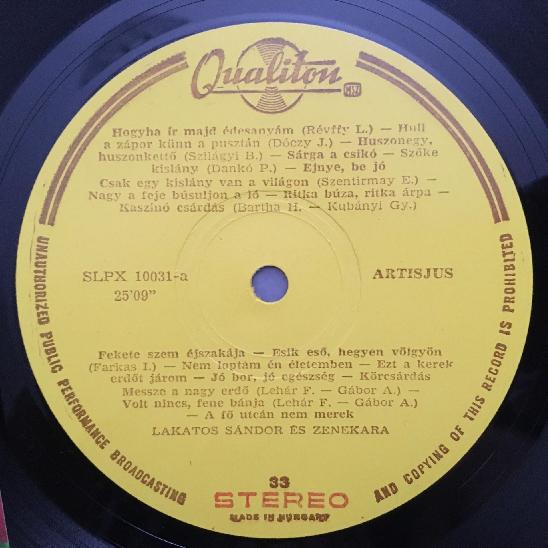 Qualiton
Hogyha ír majd édesanyám (Révffy L.) — Hull
a zápor künn a pusztán (Dóczy J.) — Huszonegy,
huszonkettő (Szilágyi B.) — Sárga a csikó — Szőke
kislány (Dankó P.) — Ejnye, be jó
Csak egy kislány van a világon (Szentirmay E.) —
Nagy a feje búsuljon a ló — Ritka búza, ritka árpa —
Kaszinó csárdás (Bartha H. — Kubányi Gy.)
SLPX 10031-a
ARTISJUS
25'09"
Fekete szem éjszakája — Esik eső, hegyen völgyön
(Farkas I.) — Nem loptam én életemben — Ezt a kerek
erdőt járom — Jó bor, jó egészség — Körcsárdás
Messze a nagy erdő (Lehár F. — Gábor A.) —
Volt nincs, fene bánja (Lehár F. — Gábor A.)
— A fő utcán nem merek
LAKATOS SÁNDOR ÉS ZENEKARA
33
STEREO
MADE IN HUNGARY
UNAUTHORIZED PUBLIC PERFORMANCE BROADCASTING
AND COPYING OF THIS RECORD IS PROHIBITED